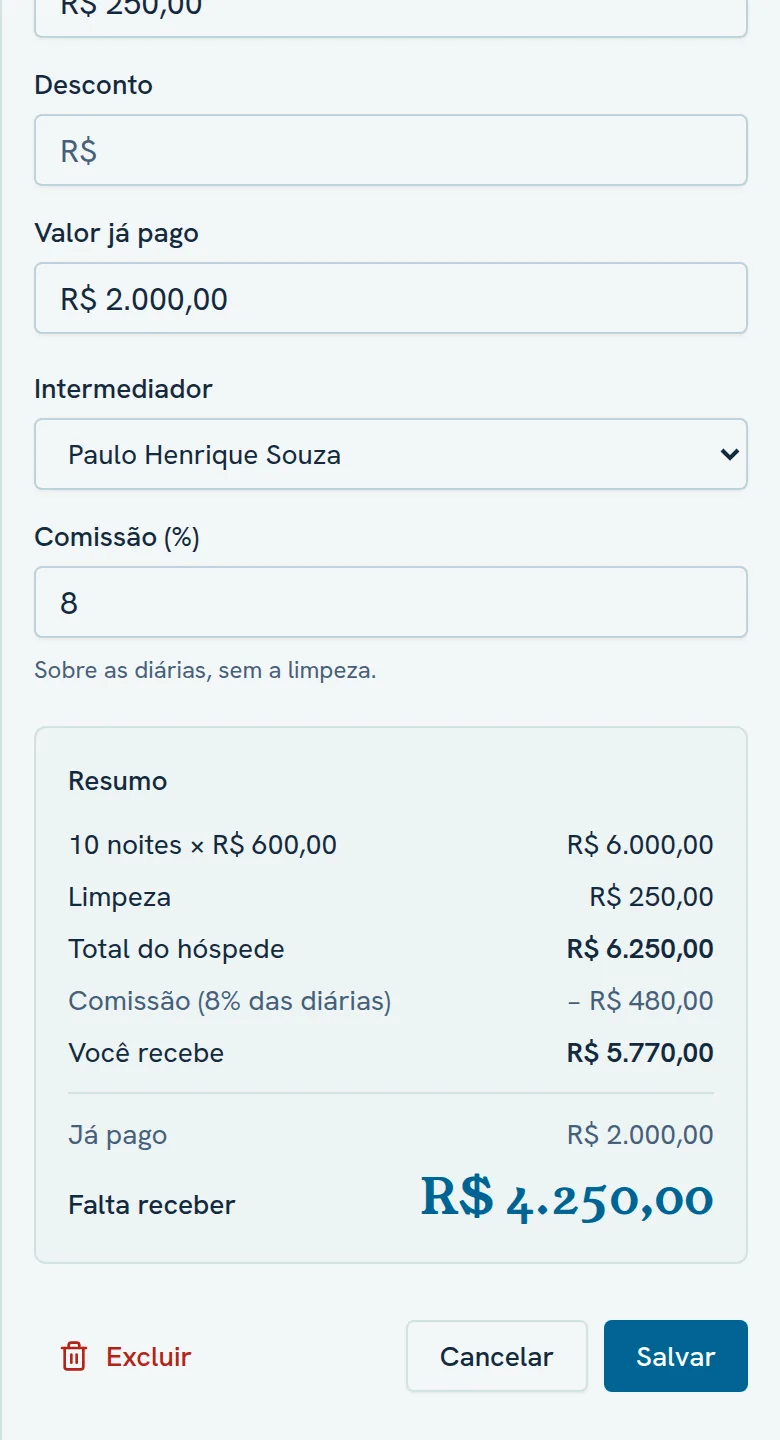 R$ 250,00
Desconto
R$
Valor já pago
R$ 2.000,00
Intermediador
Paulo Henrique Souza
Comissão (%)
8
Sobre as diárias, sem a limpeza.
Resumo
10 noites × R$ 600,00 R$ 6.000,00
Limpeza R$ 250,00
Total do hóspede R$ 6.250,00
Comissão (8% das diárias) – R$ 480,00
Você recebe R$ 5.770,00
Já pago R$ 2.000,00
Falta receber R$ 4.250,00
Excluir Cancelar Salvar